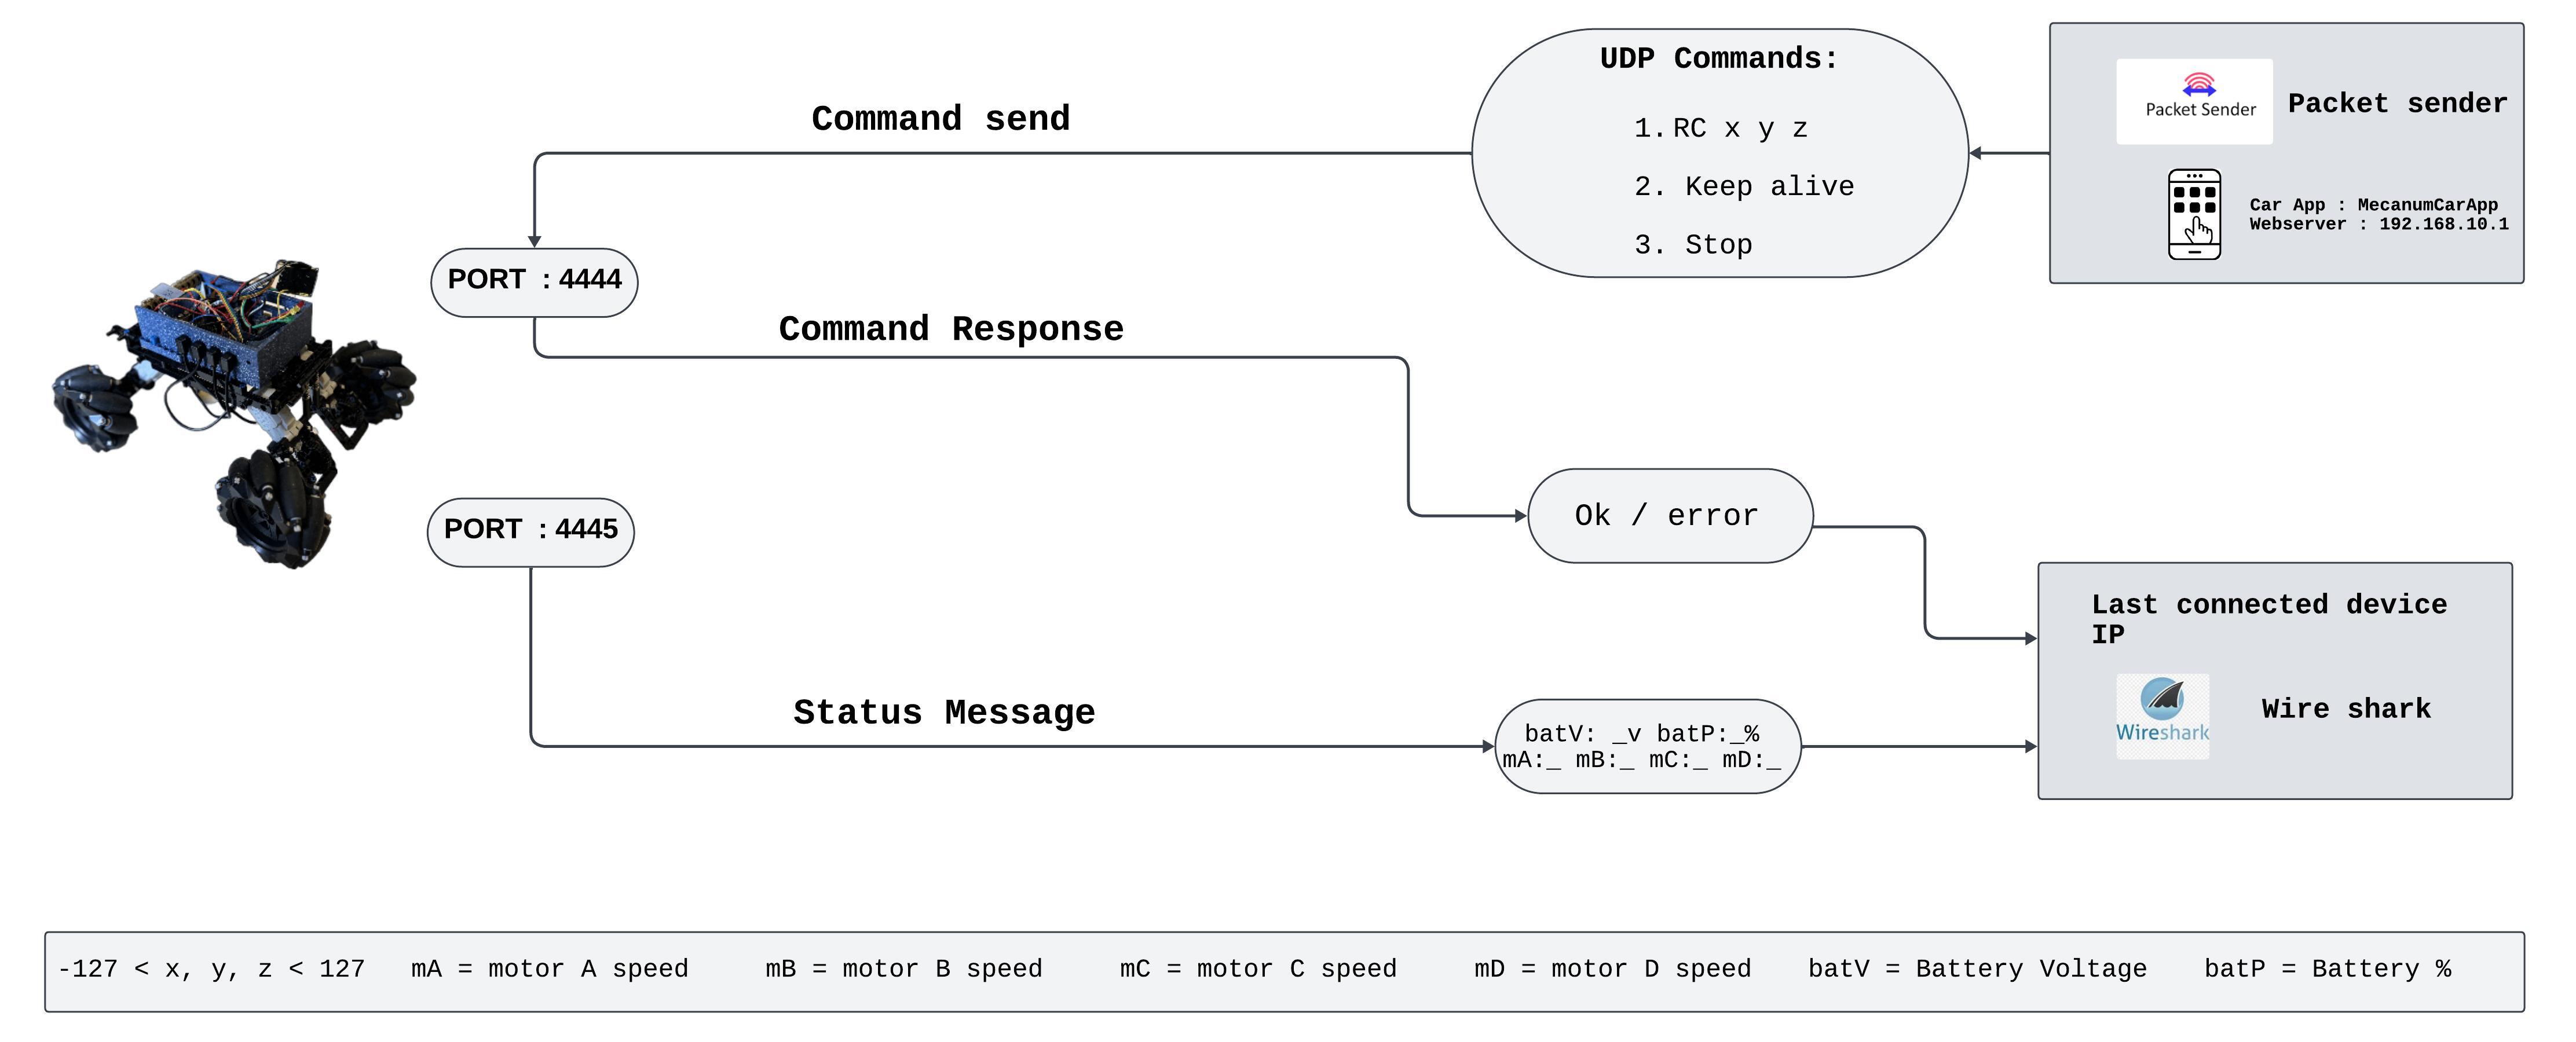 UDP Commands:
1. RC x y z
2. Keep alive
3. Stop
Packet Sender
Packet sender
Car App : MecanumCarApp
Webserver : 192.168.10.1
Command send
PORT : 4444
Command Response
Ok / error
PORT : 4445
Last connected device
IP
Wireshark
Wire shark
Status Message
batV: _v batP:_%
mA:_ mB:_ mC:_ mD:_
-127 < x, y, z < 127 mA = motor A speed mB = motor B speed mC = motor C speed mD = motor D speed batV = Battery Voltage batP = Battery %